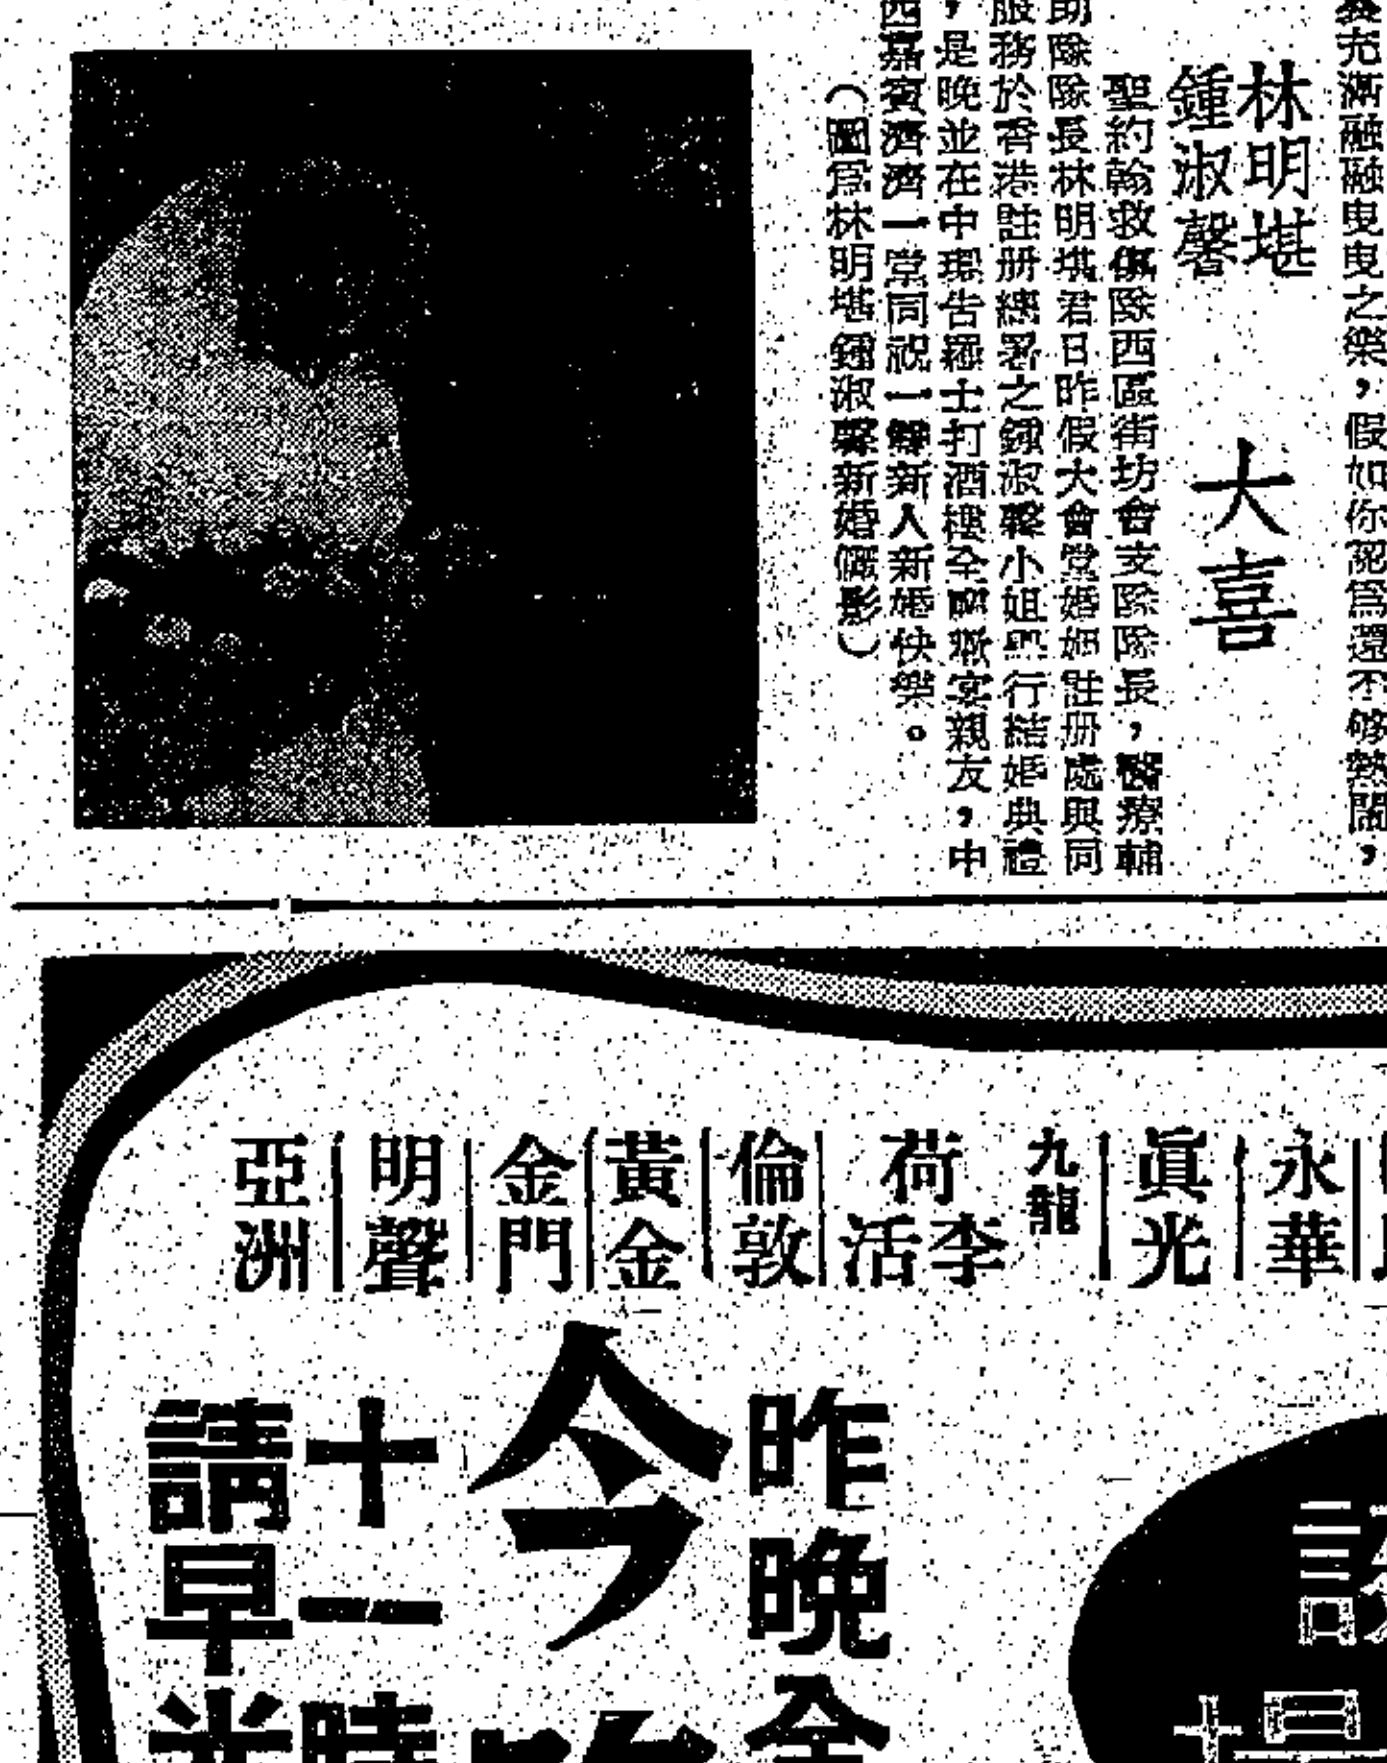 充滿融融曳曳之樂，假如你認爲還不够熱鬧，
林明堪
鍾淑馨
大喜
聖約翰救傷隊西區街坊會支隊隊長，醫療輔
助隊隊長林明堪君日昨假大會堂婚姻註册處與同
服務於香港註册總署之鍾淑馨小姐舉行結婚典禮
，是晚並在中環告羅士打酒樓全層讌宴親友，中
西嘉賓濟濟一堂同祝一雙新人新婚快樂。
（圖爲林明堪鍾淑馨新婚儷影）
永華
眞光
九龍
荷李活
倫敦
黃金
金門
明聲
亞洲
昨晚全
今
十一時
請早光